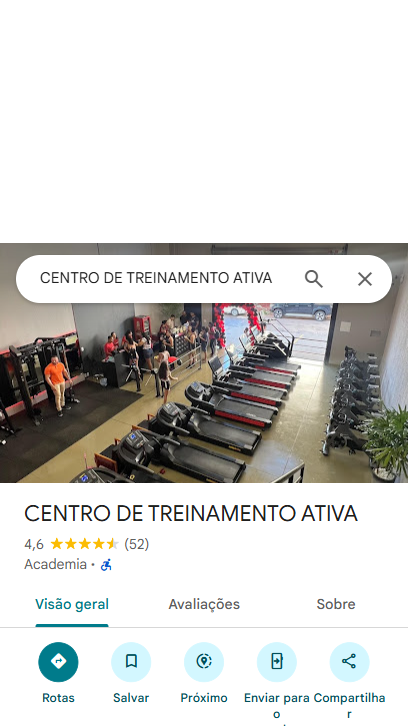 CENTRO DE TREINAMENTO ATIVA
CENTRO DE TREINAMENTO ATIVA
4,6 (52)
Academia ·
Visão geral Avaliações Sobre
Rotas Salvar Próximo Enviar para Compartilha
o r